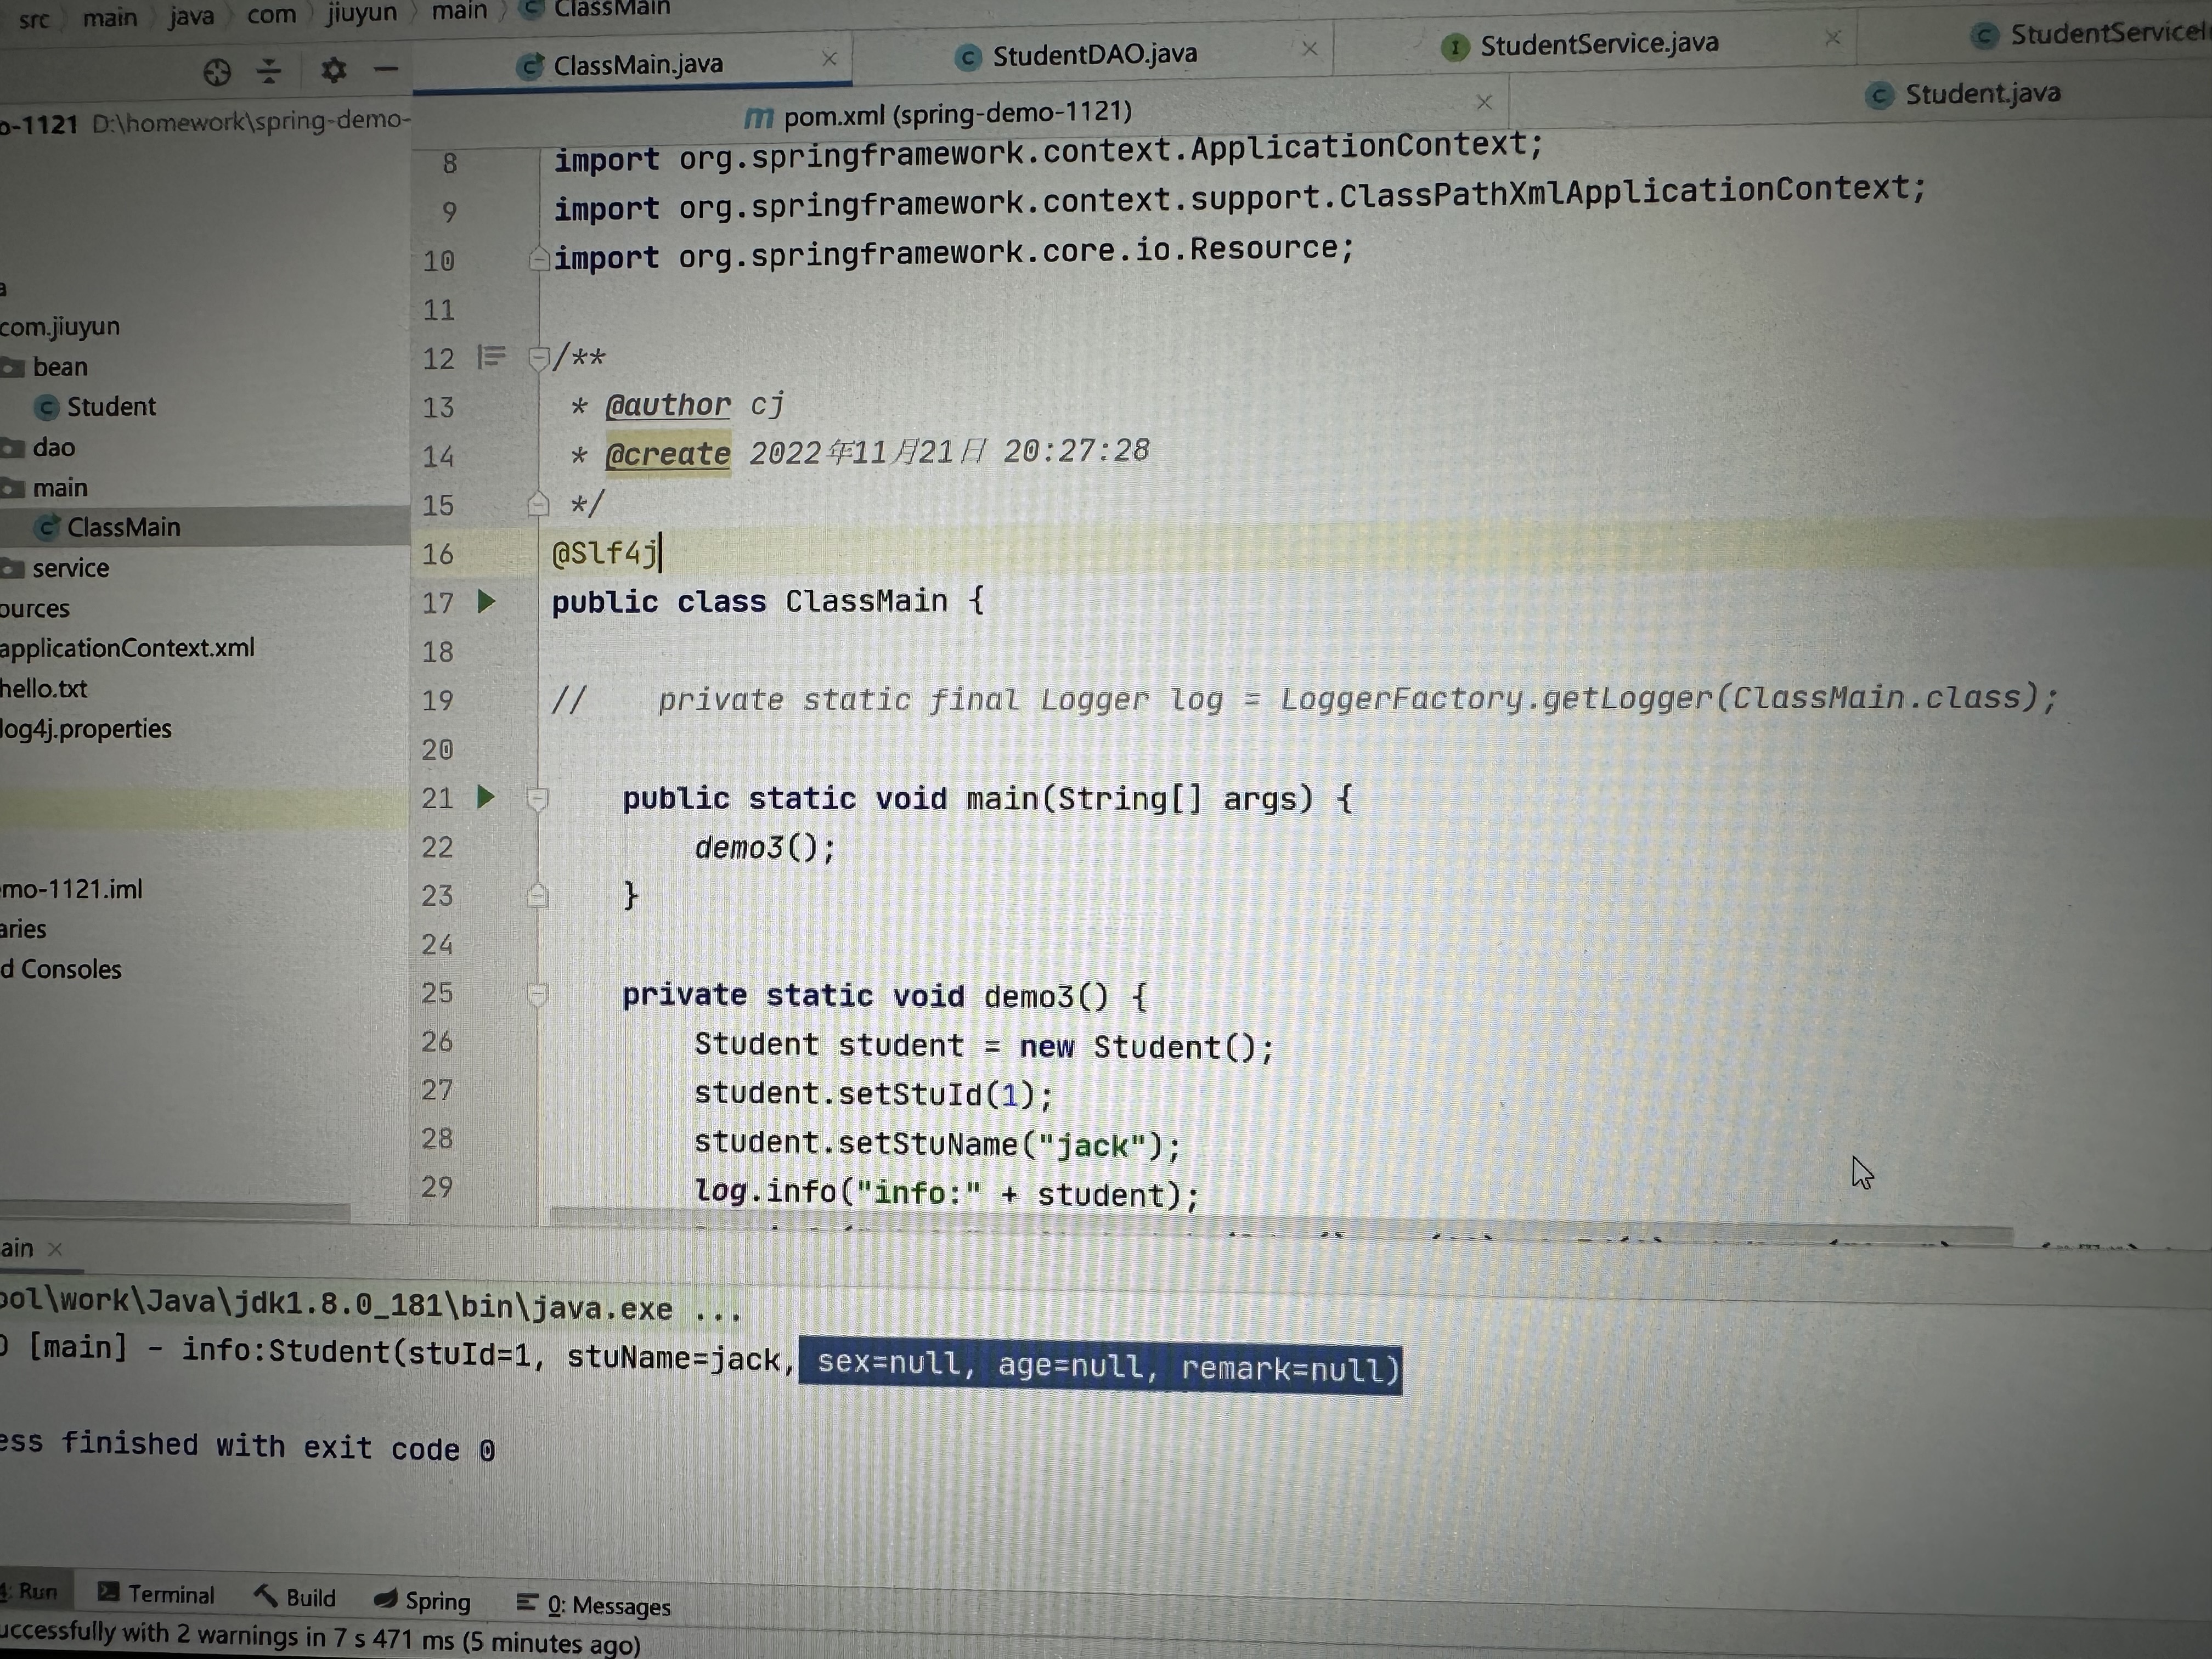 src main java com jiuyun main ClassMain
ClassMain.java StudentDAO.java StudentService.java
pom.xml (spring-demo-1121) Student.java
o-1121 D:\homework\spring-demo-
com.jiuyun
bean
Student
dao
main
ClassMain
service
ources
applicationContext.xml
hello.txt
log4j.properties
mo-1121.iml
aries
d Consoles
8 import org.springframework.context.ApplicationContext;
9 import org.springframework.context.support.ClassPathXmlApplicationContext;
10 import org.springframework.core.io.Resource;
11
12 /**
13 * @author cj
14 * @create 2022年11月21日 20:27:28
15 */
16 @Slf4j
17 public class ClassMain {
18
19 // private static final Logger log = LoggerFactory.getLogger(ClassMain.class);
20
21 public static void main(String[] args) {
22 demo3();
23 }
24
25 private static void demo3() {
26 Student student = new Student();
27 student.setStuId(1);
28 student.setStuName("jack");
29 log.info("info:" + student);
ain
ool\work\Java\jdk1.8.0_181\bin\java.exe ...
[main] - info:Student(stuId=1, stuName=jack, sex=null, age=null, remark=null)
ess finished with exit code 0
4: Run Terminal Build Spring 0: Messages
uccessfully with 2 warnings in 7 s 471 ms (5 minutes ago)